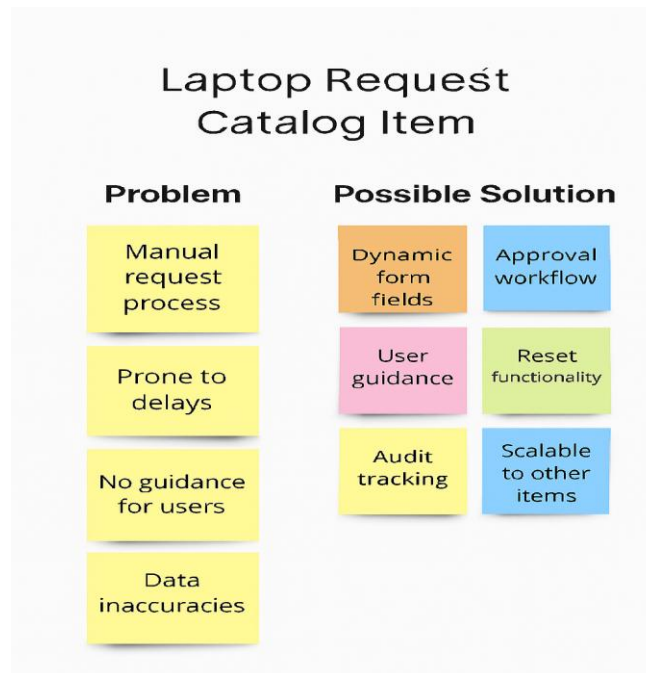 Laptop Request
Catalog Item
Problem
Manual
request
process
Prone to
delays
No guidance
for users
Data
inaccuracies
Possible Solution
Dynamic
form
fields
Approval
workflow
User
guidance
Reset
functionality
Audit
tracking
Scalable
to other
items